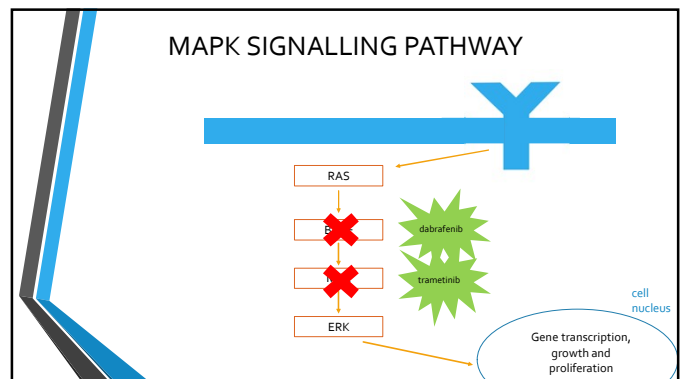 MAPK SIGNALLING PATHWAY
RAS
dabrafenib
trametinib
ERK
cell
nucleus
Gene transcription,
growth and
proliferation